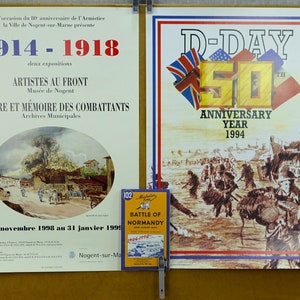 l'occasion du 80e anniversaire de l'Armistice
la Ville de Nogent-sur-Marne présente
1914 - 1918
deux expositions
ARTISTES AU FRONT
Musée de Nogent
RE ET MÉMOIRE DES COMBATTANTS
Archives Municipales
novembre 1998 au 31 janvier 1999
Nogent-sur-Ma
D-DAY
50TH
ANNIVERSARY
YEAR
1994
102
BATTLE OF
NORMANDY